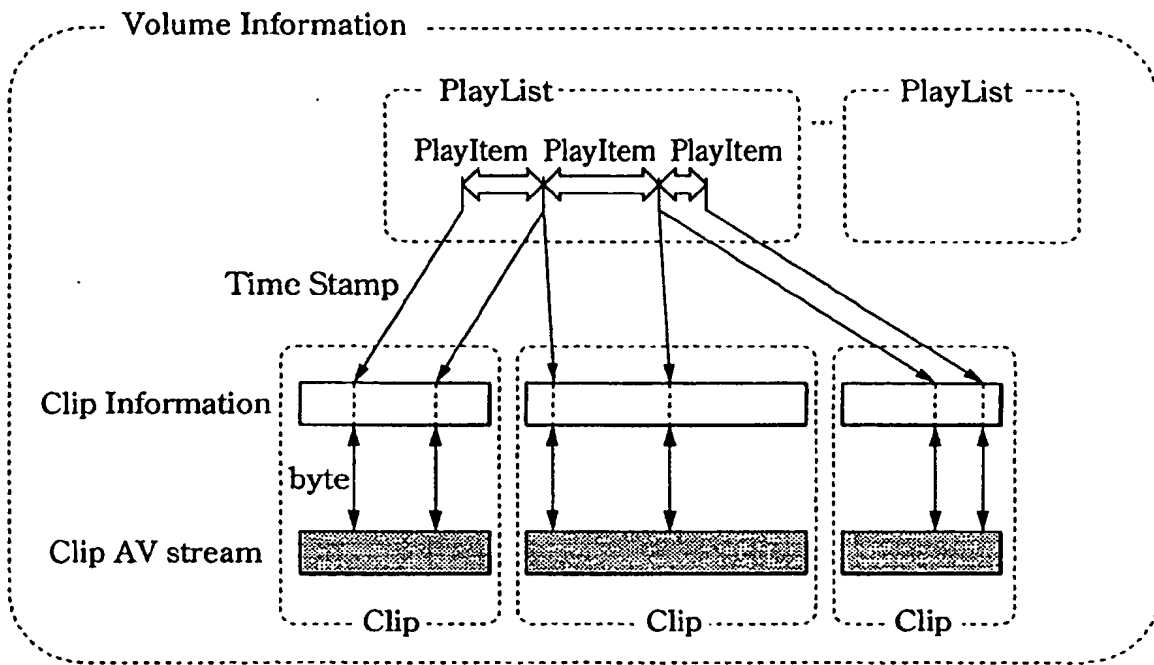 Volume Information
PlayList
PlayList
...
PlayItem PlayItem PlayItem
Time Stamp
Clip Information
byte
Clip AV stream
Clip
Clip
Clip